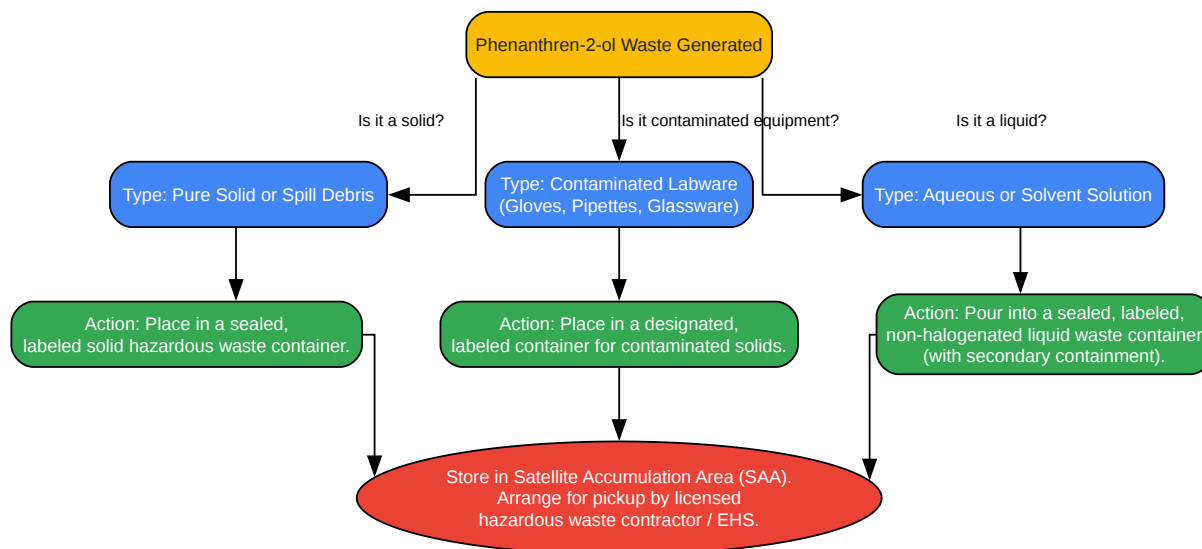 Phenanthren-2-ol Waste Generated
Is it a solid?
Is it contaminated equipment?
Is it a liquid?
Type: Pure Solid or Spill Debris
Type: Contaminated Labware
(Gloves, Pipettes, Glassware)
Type: Aqueous or Solvent Solution
Action: Place in a sealed,
labeled solid hazardous waste container.
Action: Place in a designated,
labeled container for contaminated solids.
Action: Pour into a sealed, labeled,
non-halogenated liquid waste container
(with secondary containment).
Store in Satellite Accumulation Area (SAA).
Arrange for pickup by licensed
hazardous waste contractor / EHS.